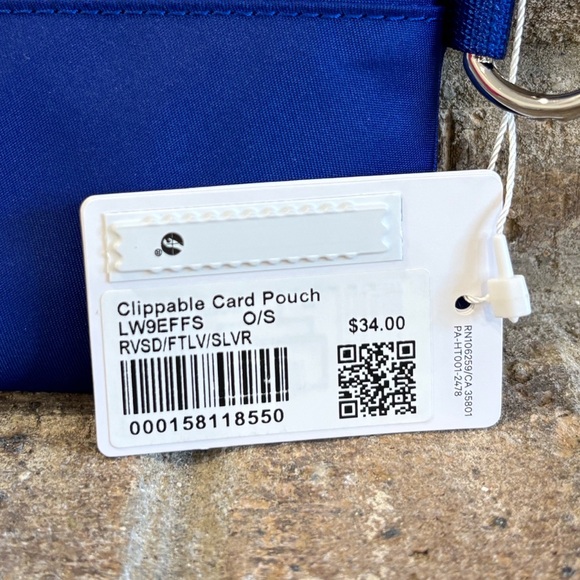 ®
Clippable Card Pouch
LW9EFFS O/S
$34.00
RVSD/FTLV/SLVR
000158118550
RN106259/CA 35801
PA-HT001-2478